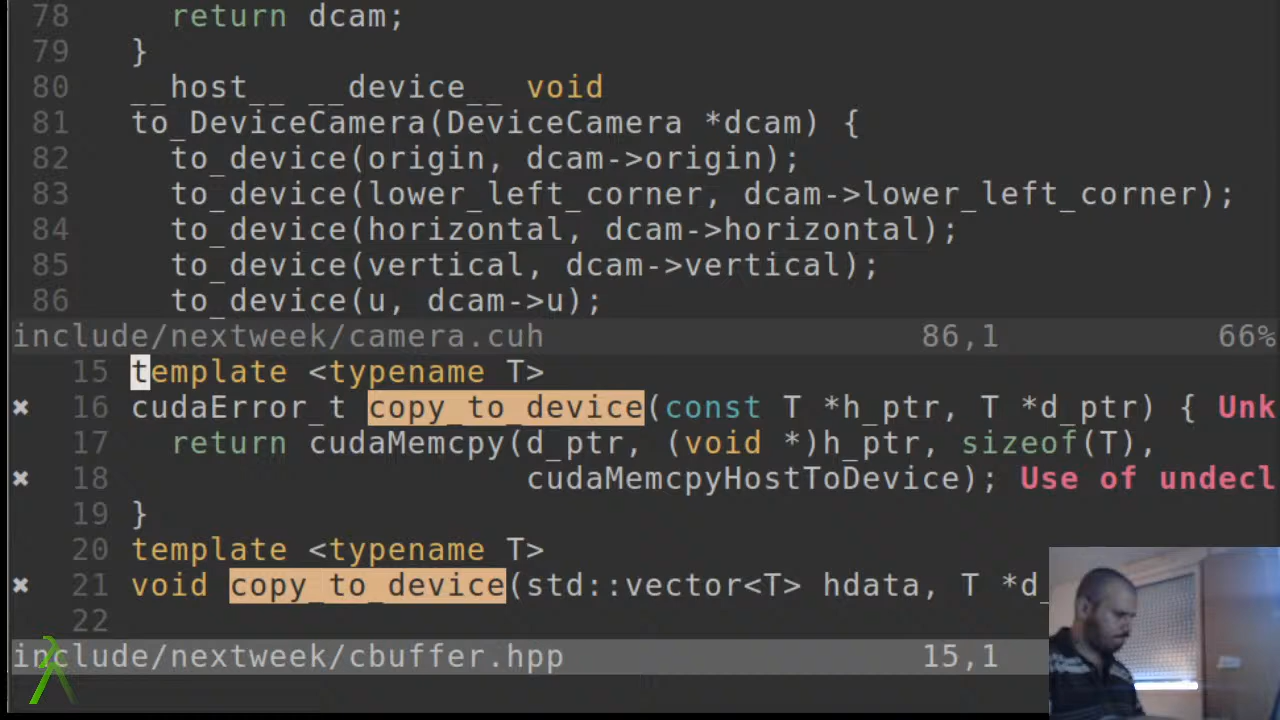 78 return dcam;
79 }
80 __host__ __device__ void
81 to_DeviceCamera(DeviceCamera *dcam) {
82 to_device(origin, dcam->origin);
83 to_device(lower_left_corner, dcam->lower_left_corner);
84 to_device(horizontal, dcam->horizontal);
85 to_device(vertical, dcam->vertical);
86 to_device(u, dcam->u);
include/nextweek/camera.cuh 86,1 66%
15 template <typename T>
✖ 16 cudaError_t copy_to_device(const T *h_ptr, T *d_ptr) { Unk
17 return cudaMemcpy(d_ptr, (void *)h_ptr, sizeof(T),
✖ 18 cudaMemcpyHostToDevice); Use of undecl
19 }
20 template <typename T>
✖ 21 void copy_to_device(std::vector<T> hdata, T *d_
22
include/nextweek/cbuffer.hpp 15,1